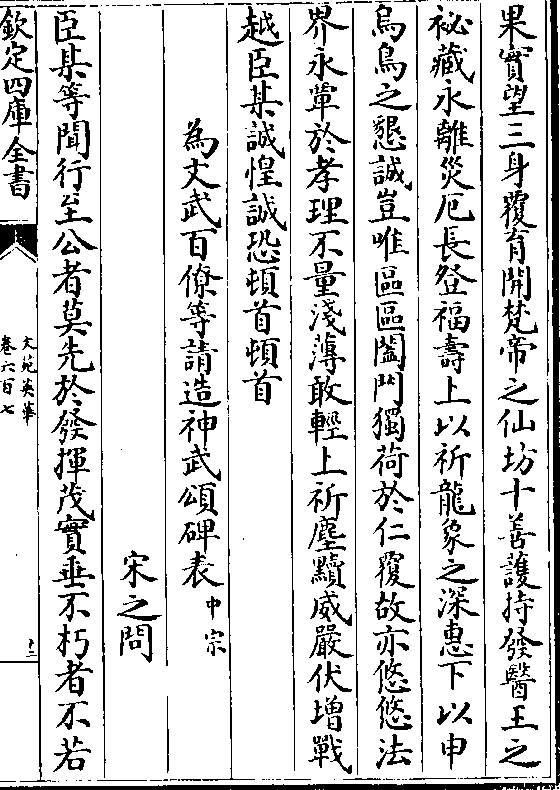 果實望三身覆育開梵帝之仙坊十善護持發醫王之
祕藏永離災厄長登福壽上以祈龍象之深惠下以申
烏鳥之懇誠豈唯區區闔門獨荷於仁覆故亦悠悠法
界永鞏於孝理不量淺薄敢輕上祈塵黷威嚴伏增戰
越臣某誠惶誠恐頓首頓首
為文武百僚等請造神武頌碑表中宗
宋之問
臣某等聞行至公者莫先於發揮茂實垂不朽者不若
欽定四庫全書
文苑英華
卷六百七
十二